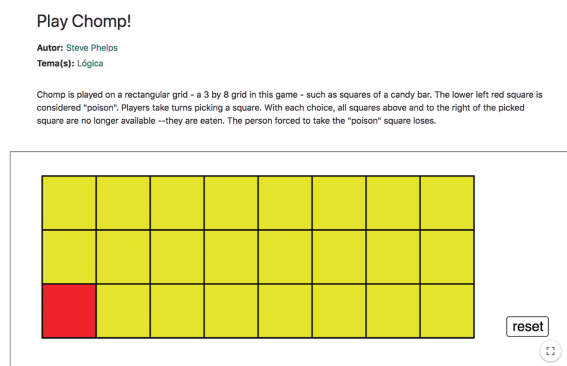 Play Chomp!
Autor: Steve Phelps
Tema(s): Lógica
Chomp is played on a rectangular grid - a 3 by 8 grid in this game - such as squares of a candy bar. The lower left red square is
considered "poison". Players take turns picking a square. With each choice, all squares above and to the right of the picked
square are no longer available --they are eaten. The person forced to take the "poison" square loses.
reset